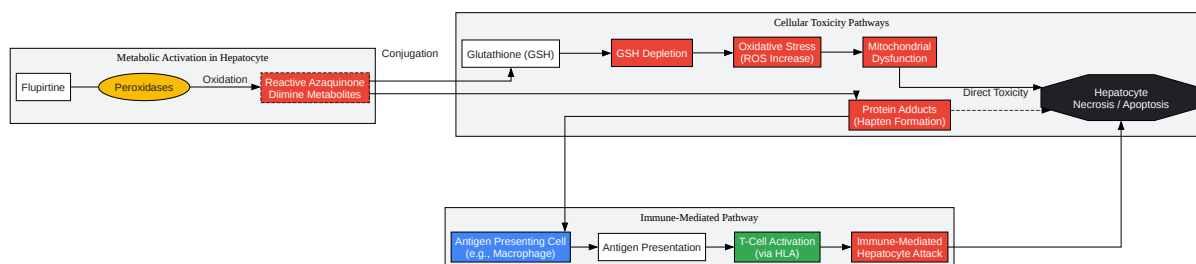 Metabolic Activation in Hepatocyte
Flupirtine
Peroxidases
Oxidation
Reactive Azaquinone
Diimine Metabolites
Conjugation
Cellular Toxicity Pathways
Glutathione (GSH)
GSH Depletion
Oxidative Stress
(ROS Increase)
Mitochondrial
Dysfunction
Protein Adducts
(Hapten Formation)
Direct Toxicity
Hepatocyte
Necrosis / Apoptosis
Immune-Mediated Pathway
Antigen Presenting Cell
(e.g., Macrophage)
Antigen Presentation
T-Cell Activation
(via HLA)
Immune-Mediated
Hepatocyte Attack